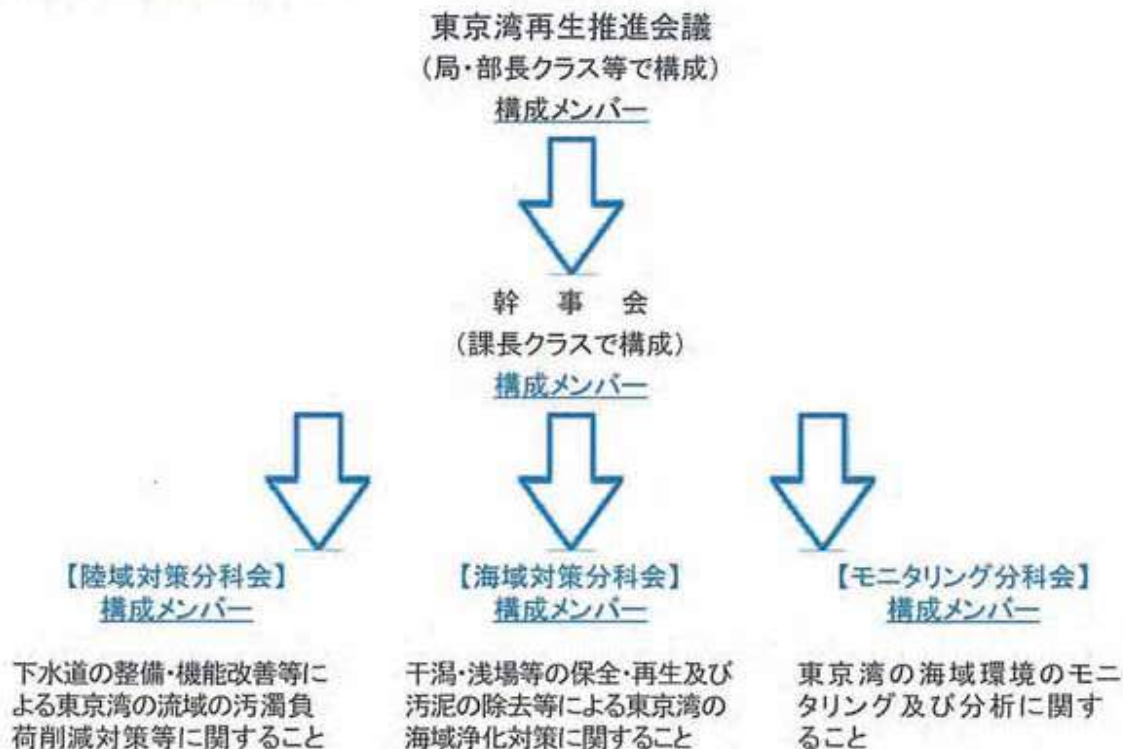 東京湾再生推進会議
(局・部長クラス等で構成)
構成メンバー
幹 事 会
(課長クラスで構成)
構成メンバー
【陸域対策分科会】
構成メンバー
下水道の整備・機能改善等に
よる東京湾の流域の汚濁負
荷削減対策等に関すること
【海域対策分科会】
構成メンバー
干潟・浅場等の保全・再生及び
汚泥の除去等による東京湾の
海域浄化対策に関すること
【モニタリング分科会】
構成メンバー
東京湾の海域環境のモニ
タリング及び分析に関す
ること